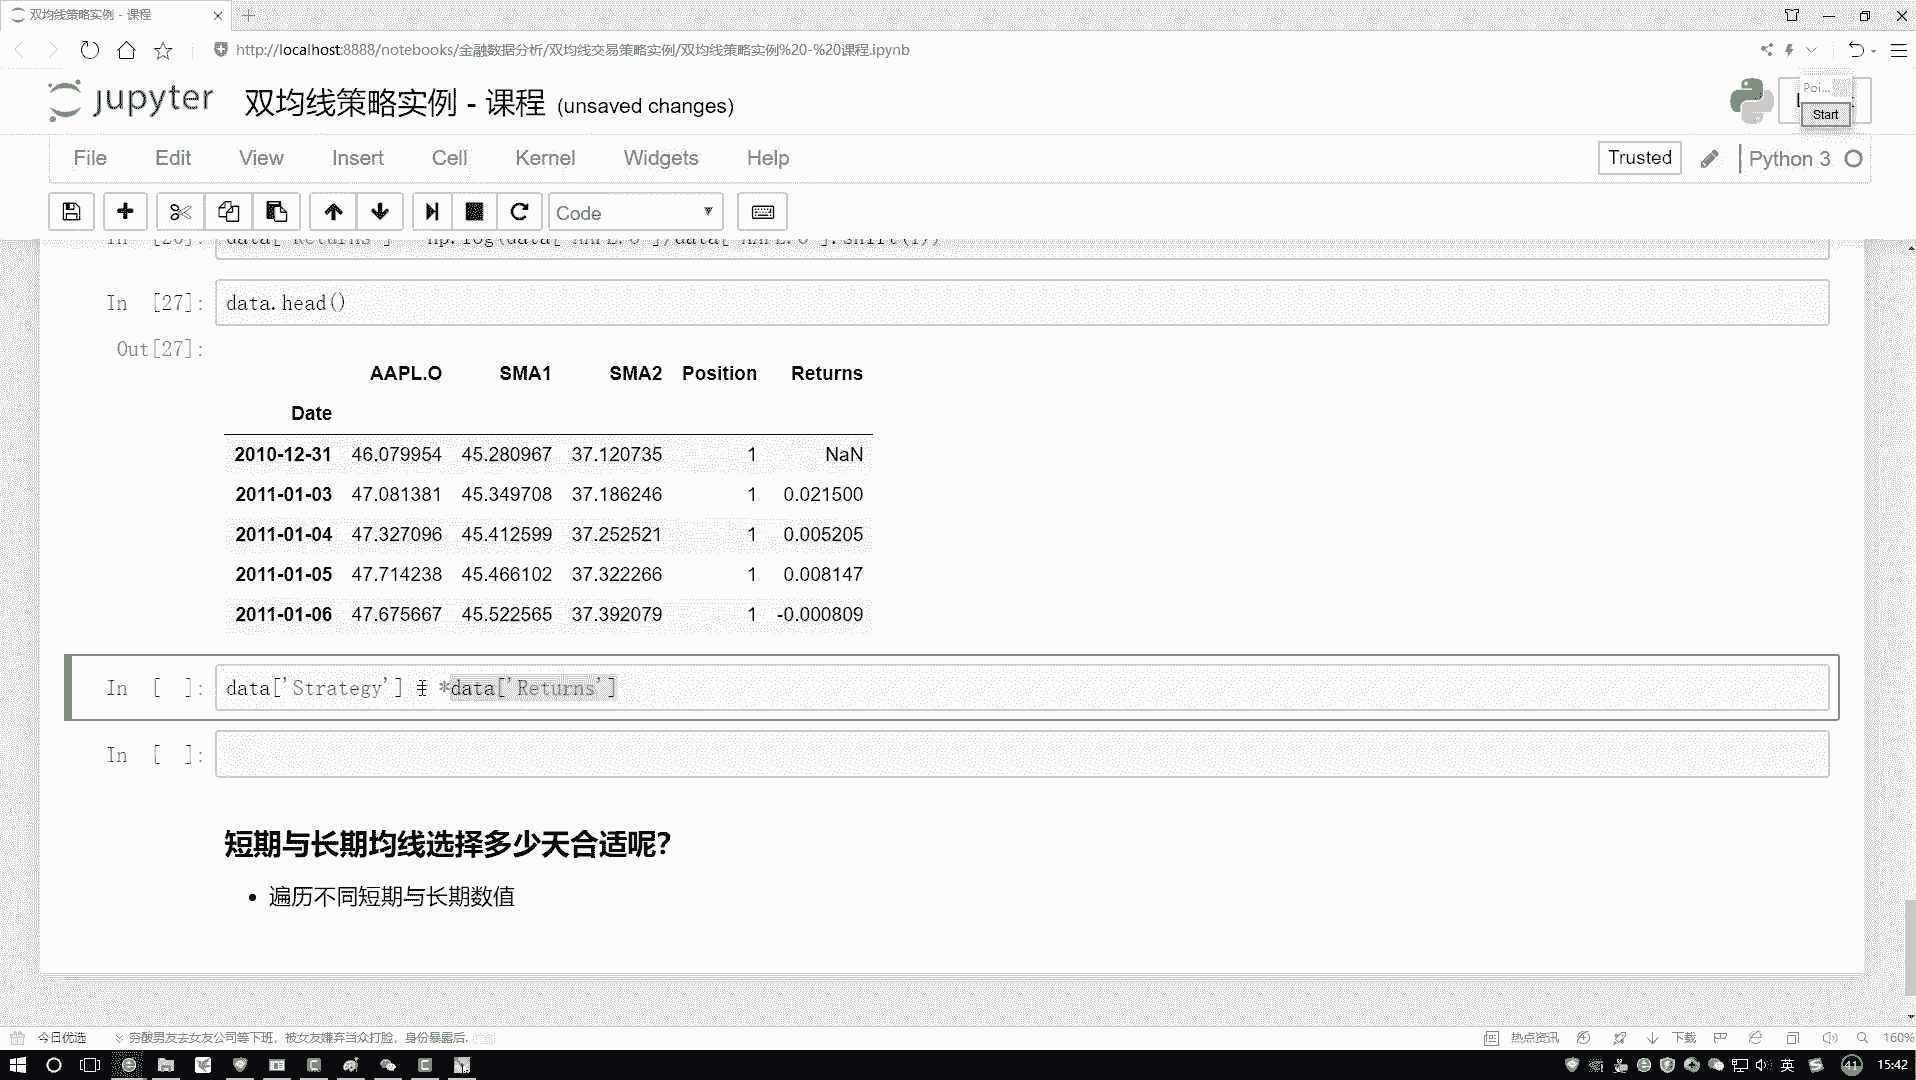 双均线策略实例 - 课程
http://localhost:8888/notebooks/金融数据分析/双均线交易策略实例/双均线策略实例%20-%20课程.ipynb
jupyter 双均线策略实例 - 课程 (unsaved changes)
Poi...
Start
File Edit View Insert Cell Kernel Widgets Help
Trusted Python 3
Code
data['Returns'] = np.log(data['AAPL.O']/data['AAPL.O'].shift(1))
In [27]: data.head()
Out[27]:
AAPL.O SMA1 SMA2 Position Returns
Date
2010-12-31 46.079954 45.280967 37.120735 1 NaN
2011-01-03 47.081381 45.349708 37.186246 1 0.021500
2011-01-04 47.327096 45.412599 37.252521 1 0.005205
2011-01-05 47.714238 45.466102 37.322266 1 0.008147
2011-01-06 47.675667 45.522565 37.392079 1 -0.000809
In [ ]: data['Strategy'] = *data['Returns']
In [ ]:
短期与长期均线选择多少天合适呢?
• 遍历不同短期与长期数值
今日优选 穷酸男友去女友公司等下班，被女友嫌弃当众打脸，身份暴露后. 热点资讯 下载 160%
英 41 15:42